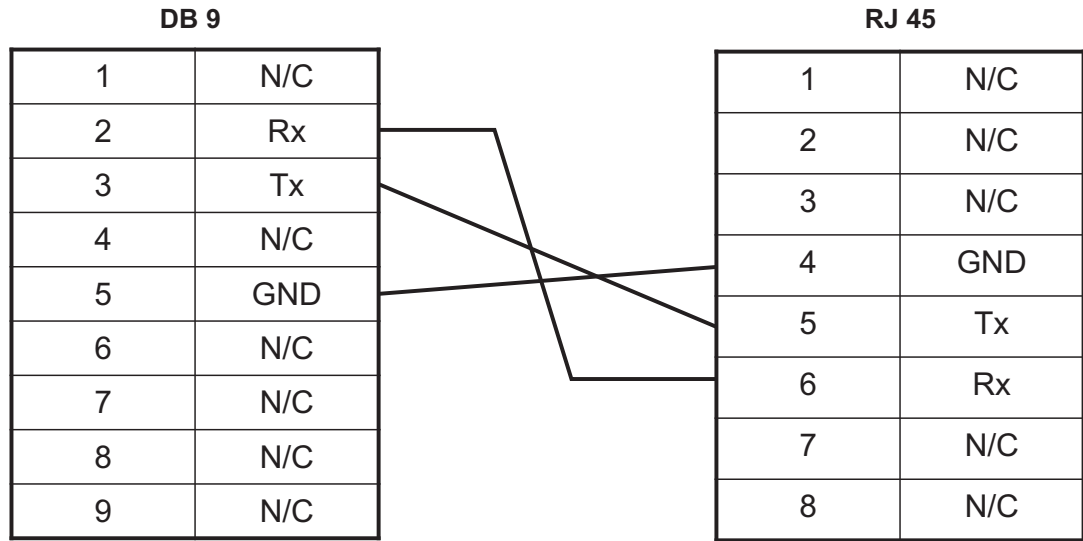 DB 9
1 N/C
2 Rx
3 Tx
4 N/C
5 GND
6 N/C
7 N/C
8 N/C
9 N/C
RJ 45
1 N/C
2 N/C
3 N/C
4 GND
5 Tx
6 Rx
7 N/C
8 N/C